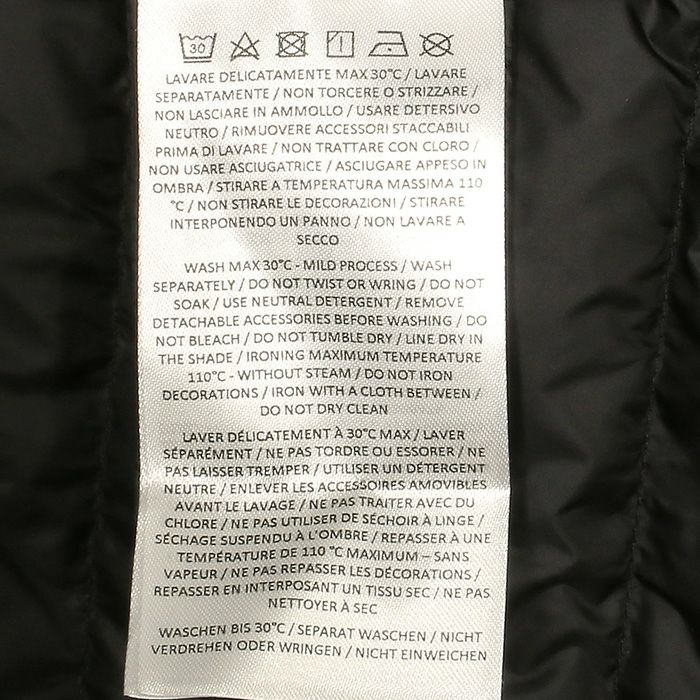 30
LAVARE DELICATAMENTE MAX 30°C / LAVARE
SEPARATAMENTE / NON TORCERE O STRIZZARE /
NON LASCIARE IN AMMOLLO / USARE DETERSIVO
NEUTRO / RIMUOVERE ACCESSORI STACCABILI
PRIMA DI LAVARE / NON TRATTARE CON CLORO /
NON USARE ASCIUGATRICE / ASCIUGARE APPESO IN
OMBRA / STIRARE A TEMPERATURA MASSIMA 110
°C / NON STIRARE LE DECORAZIONI / STIRARE
INTERPONENDO UN PANNO / NON LAVARE A
SECCO
WASH MAX 30°C - MILD PROCESS / WASH
SEPARATELY / DO NOT TWIST OR WRING / DO NOT
SOAK / USE NEUTRAL DETERGENT / REMOVE
DETACHABLE ACCESSORIES BEFORE WASHING / DO
NOT BLEACH / DO NOT TUMBLE DRY / LINE DRY IN
THE SHADE / IRONING MAXIMUM TEMPERATURE
110°C - WITHOUT STEAM / DO NOT IRON
DECORATIONS / IRON WITH A CLOTH BETWEEN /
DO NOT DRY CLEAN
LAVER DÉLICATEMENT À 30°C MAX / LAVER
SÉPARÉMENT / NE PAS TORDRE OU ESSORER / NE
PAS LAISSER TREMPER / UTILISER UN DÉTERGENT
NEUTRE / ENLEVER LES ACCESSOIRES AMOVIBLES
AVANT LE LAVAGE / NE PAS TRAITER AVEC DU
CHLORE / NE PAS UTILISER DE SÉCHOIR À LINGE /
SÉCHAGE SUSPENDU À L'OMBRE / REPASSER À UNE
TEMPÉRATURE DE 110 °C MAXIMUM – SANS
VAPEUR / NE PAS REPASSER LES DÉCORATIONS /
REPASSER EN INTERPOSANT UN TISSU SEC / NE PAS
NETTOYER À SEC
WASCHEN BIS 30°C / SEPARAT WASCHEN / NICHT
VERDREHEN ODER WRINGEN / NICHT EINWEICHEN